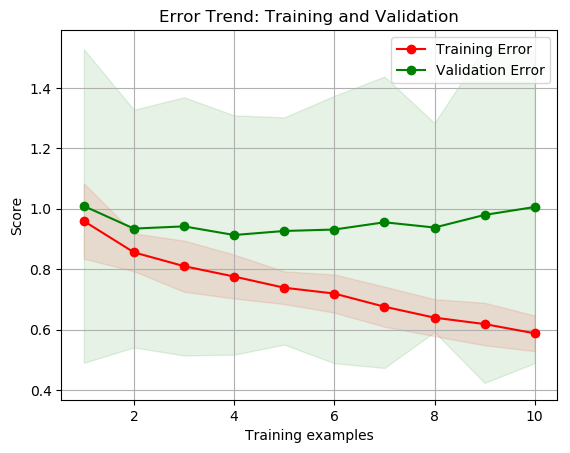 Error Trend: Training and Validation
Training Error
Validation Error
Score
1.4
1.2
1.0
0.8
0.6
0.4
2 4 6 8 10
Training examples